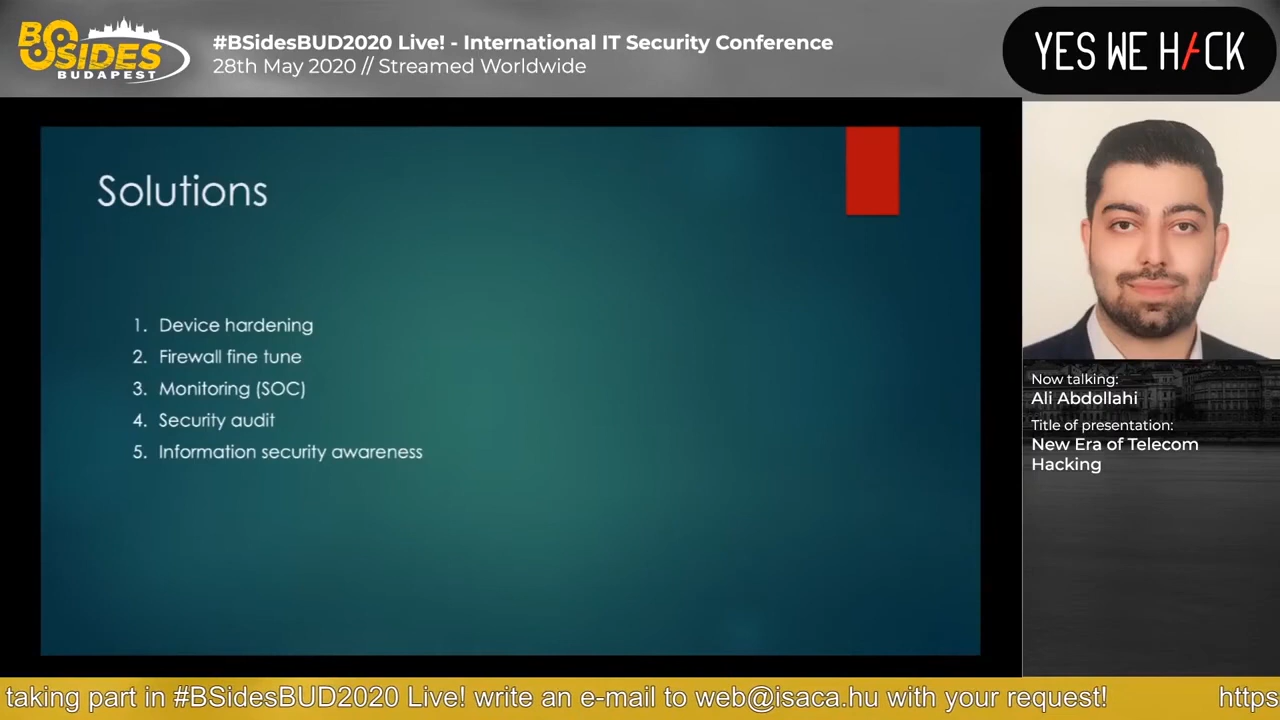 BSIDES
BUDAPEST
#BSidesBUD2020 Live! - International IT Security Conference
28th May 2020 // Streamed Worldwide
YES WE H/CK
Solutions
1. Device hardening
2. Firewall fine tune
3. Monitoring (SOC)
4. Security audit
5. Information security awareness
Now talking:
Ali Abdollahi
Title of presentation:
New Era of Telecom
Hacking
taking part in #BSidesBUD2020 Live! write an e-mail to web@isaca.hu with your request! https